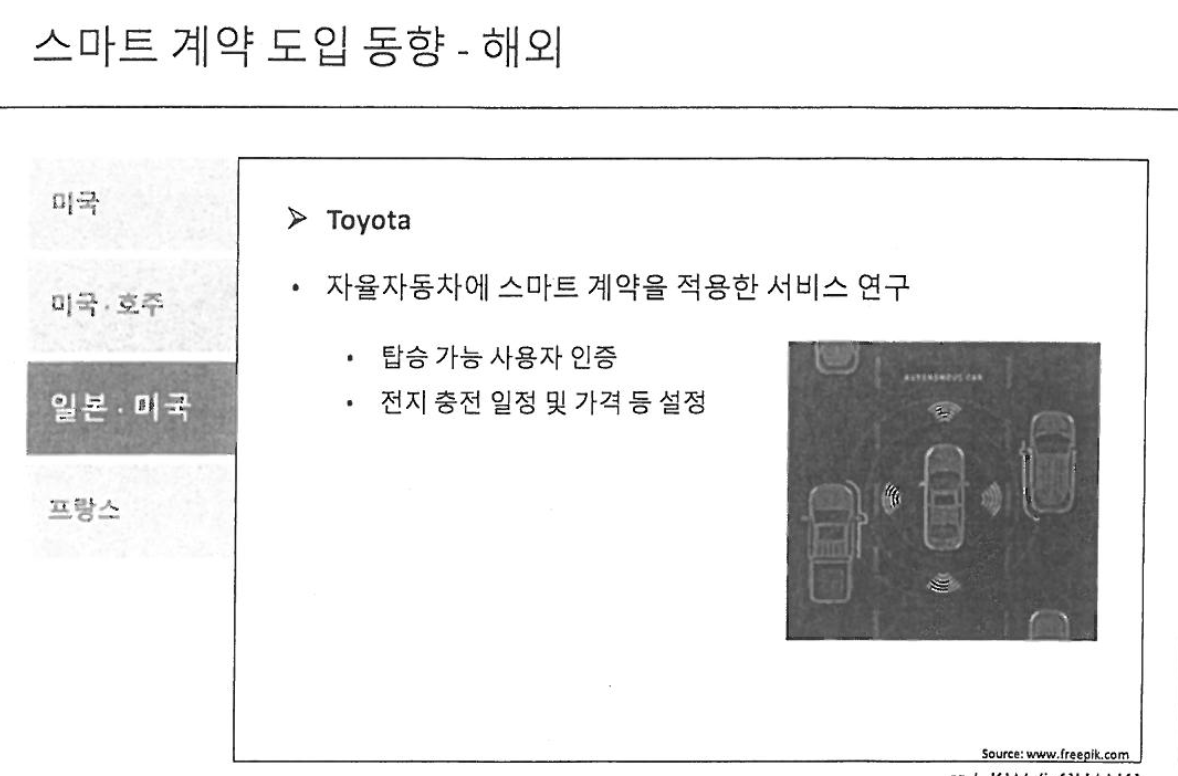 스마트 계약 도입 동향 - 해외
미국
미국 · 호주
일본 · 미국
프랑스
➤ Toyota
• 자율자동차에 스마트 계약을 적용한 서비스 연구
• 탑승 가능 사용자 인증
• 전지 충전 일정 및 가격 등 설정
AUTONOMOUS CAR
Source: www.freepik.com